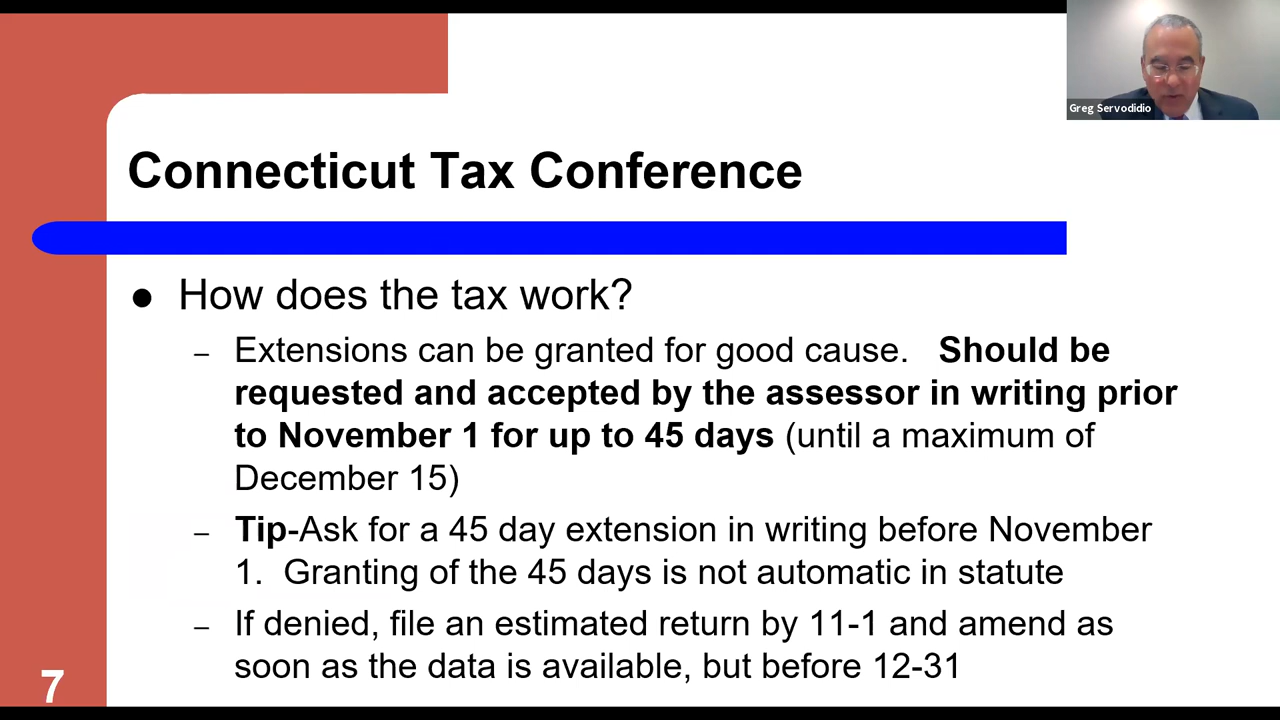 Greg Servodidio
Connecticut Tax Conference
● How does the tax work?
– Extensions can be granted for good cause. Should be
requested and accepted by the assessor in writing prior
to November 1 for up to 45 days (until a maximum of
December 15)
– Tip-Ask for a 45 day extension in writing before November
1. Granting of the 45 days is not automatic in statute
– If denied, file an estimated return by 11-1 and amend as
soon as the data is available, but before 12-31
7